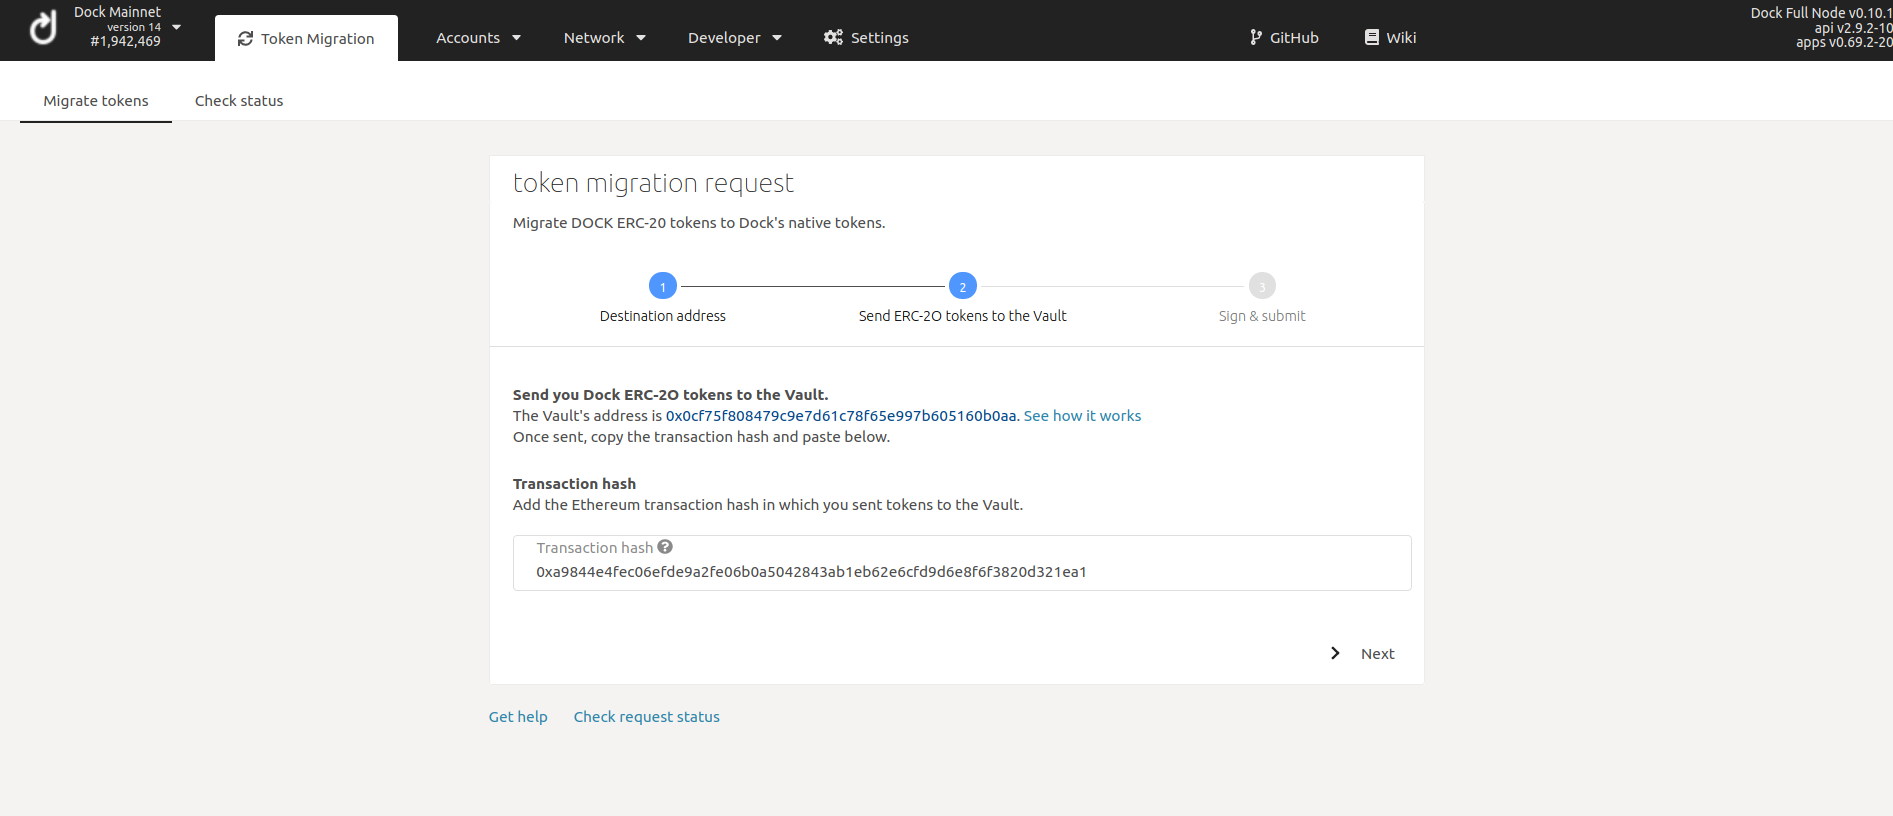 Dock Mainnet
version 14
#1,942,469
Token Migration
Accounts
Network
Developer
Settings
GitHub
Wiki
Dock Full Node v0.10.1
api v2.9.2-10
apps v0.69.2-20
Migrate tokens
Check status
token migration request
Migrate DOCK ERC-20 tokens to Dock's native tokens.
1
2
3
Destination address
Send ERC-2O tokens to the Vault
Sign & submit
Send you Dock ERC-2O tokens to the Vault.
The Vault's address is 0x0cf75f808479c9e7d61c78f65e997b605160b0aa. See how it works
Once sent, copy the transaction hash and paste below.
Transaction hash
Add the Ethereum transaction hash in which you sent tokens to the Vault.
Transaction hash ?
0xa9844e4fec06efde9a2fe06b0a5042843ab1eb62e6cfd9d6e8f6f3820d321ea1
Next
Get help
Check request status